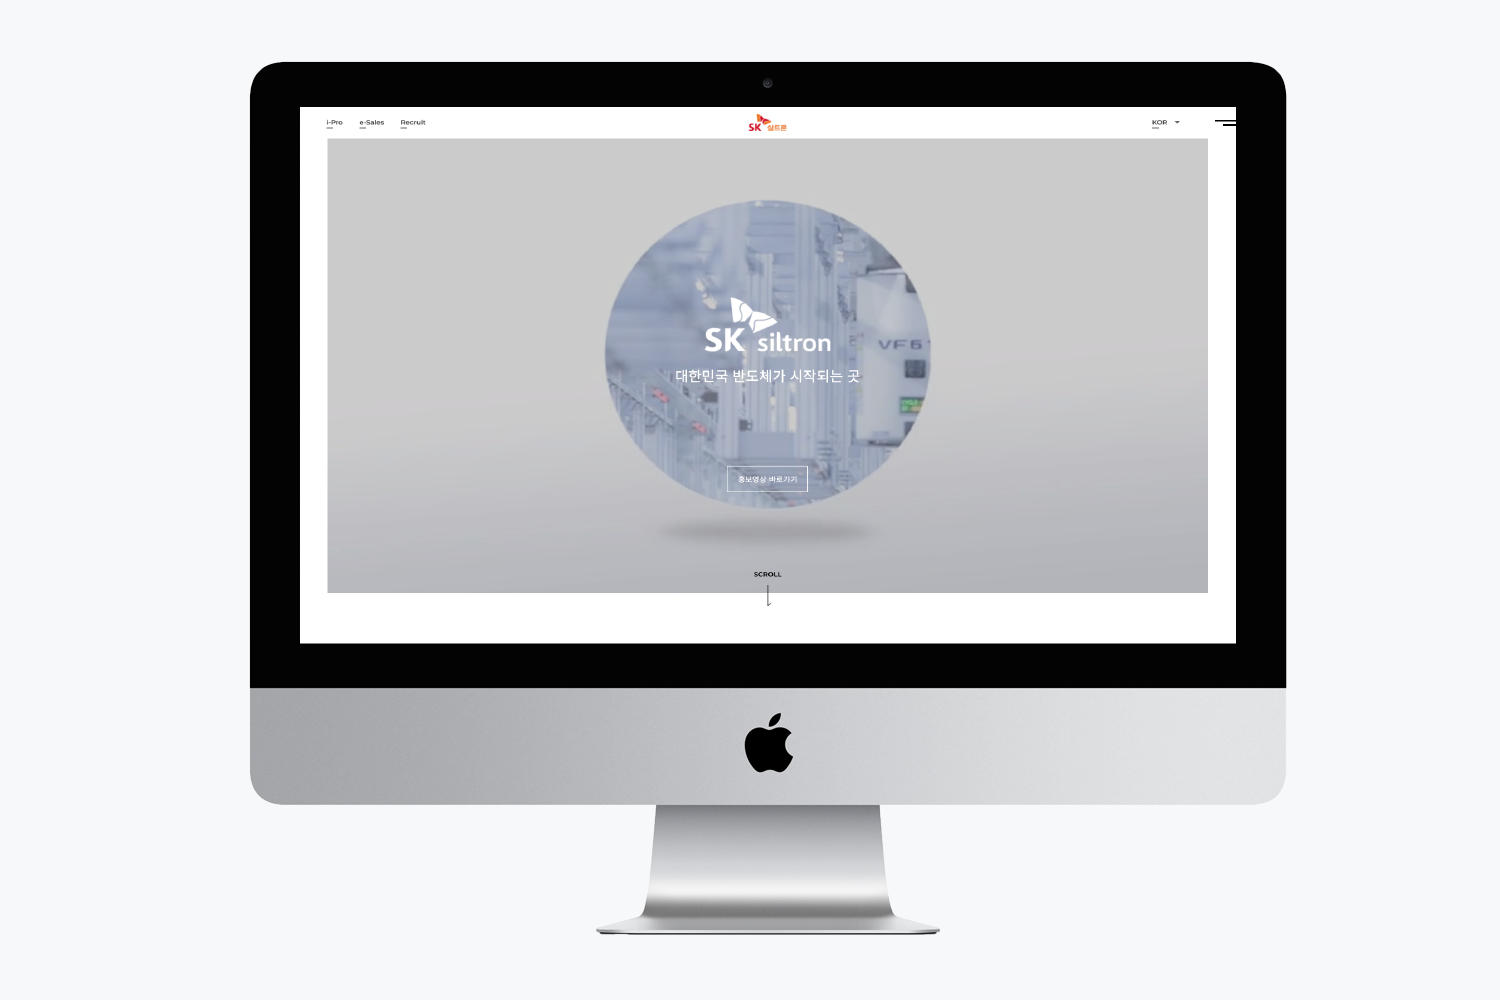 i-Pro e-Sales Recruit
SK 실트론
KOR
SK siltron
VF6
대한민국 반도체가 시작되는 곳
홍보영상 바로가기
SCROLL